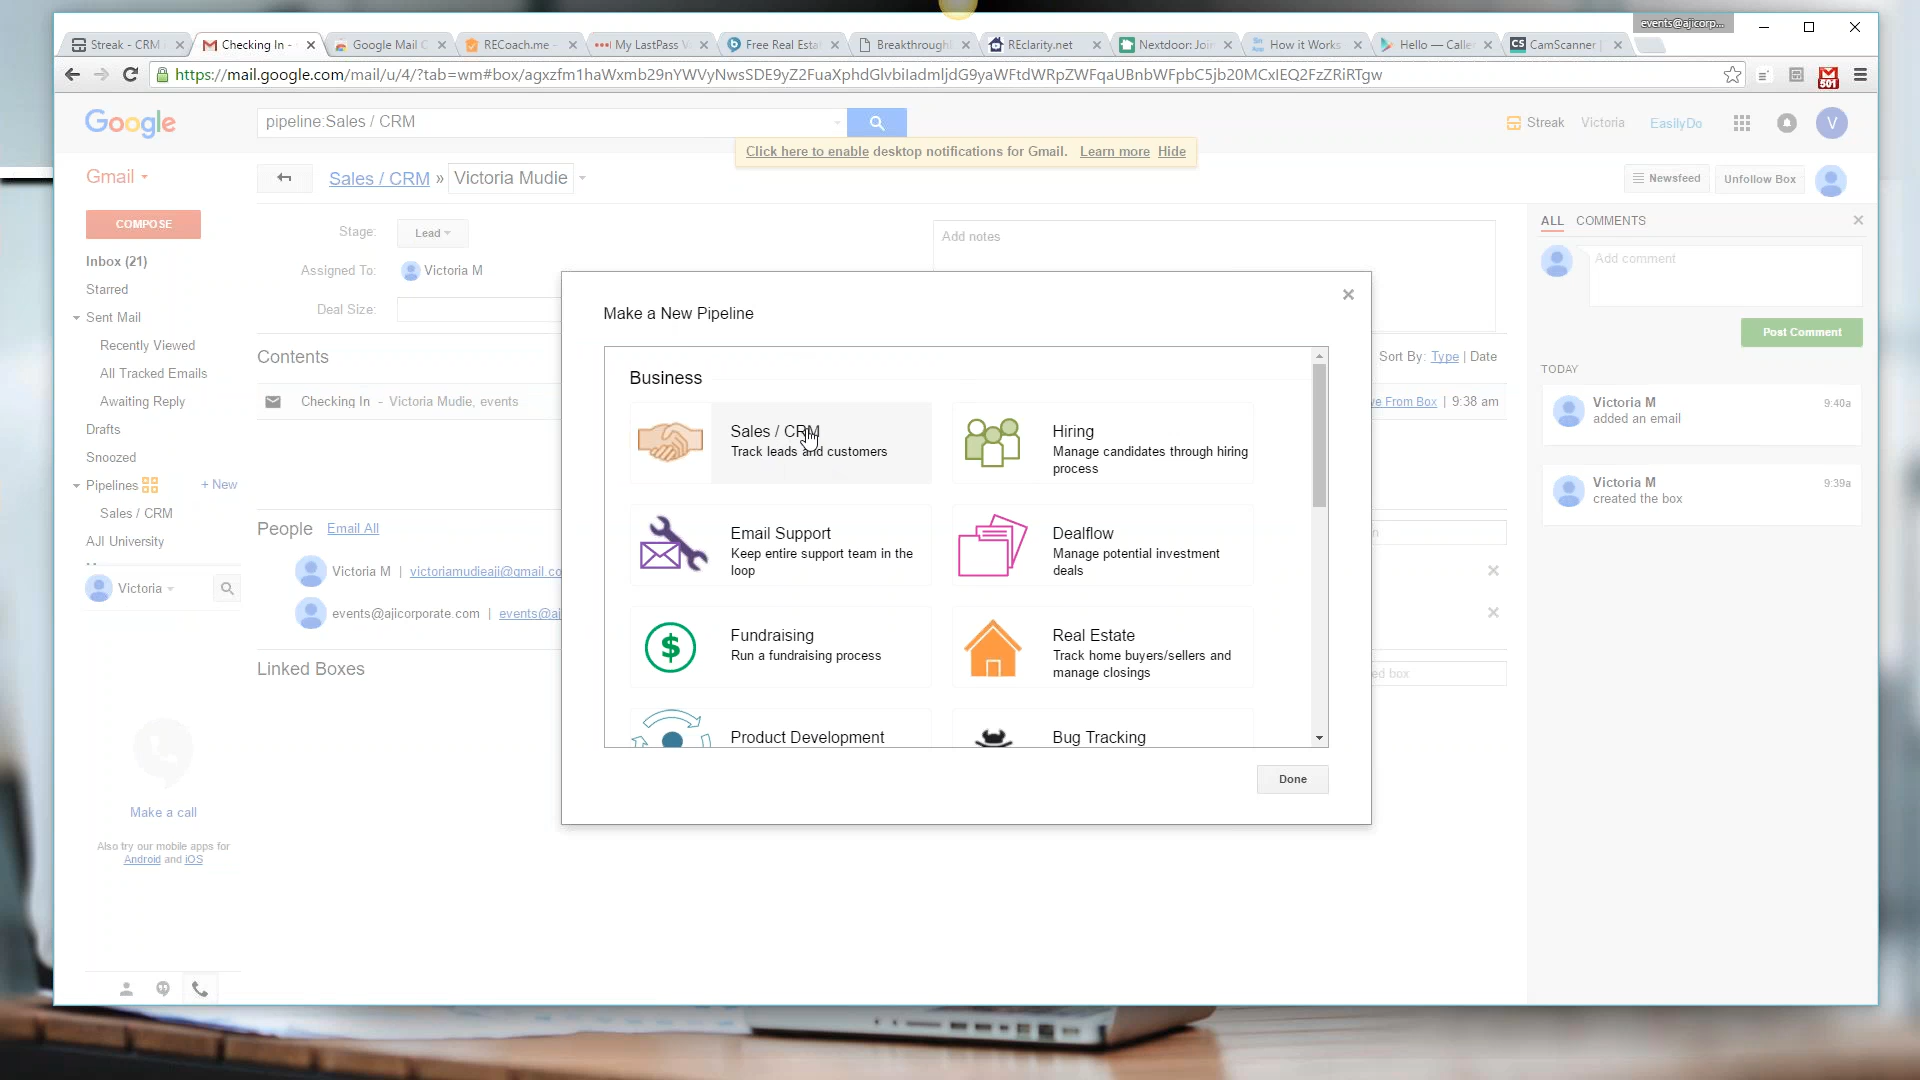 events@ajicorp...
Streak - CRM
Checking In -
Google Mail C
RECoach.me -
My LastPass V
Free Real Esta
Breakthrough
REclarity.net
Nextdoor: Joi
How it Works
Hello — Caller
CamScanner
https://mail.google.com/mail/u/4/?tab=wm#box/agxzfm1haWxmb29nYWVyNwsSDE9yZ2FuaXphdGlvbiIadmljdG9yaWFtdWRpZWFqaUBnbWFpbC5jb20MCxIEQ2FzZRiRTgw
501
Google
pipeline:Sales / CRM
Streak
Victoria
EasilyDo
V
Click here to enable desktop notifications for Gmail. Learn more Hide
Gmail
Sales / CRM » Victoria Mudie
Newsfeed
Unfollow Box
COMPOSE
Inbox (21)
Starred
Sent Mail
Recently Viewed
All Tracked Emails
Awaiting Reply
Drafts
Snoozed
Pipelines
+ New
Sales / CRM
AJI University
Victoria
Make a call
Also try our mobile apps for
Android and iOS
Stage:
Lead
Assigned To:
Victoria M
Deal Size:
Add notes
Contents
Sort By: Type | Date
Checking In - Victoria Mudie, events
ve From Box | 9:38 am
People
Email All
Victoria M | victoriamudieaji@gmail.co
events@ajicorporate.com | events@aj
Linked Boxes
ed box
Make a New Pipeline
Business
Sales / CRM
Track leads and customers
Hiring
Manage candidates through hiring
process
Email Support
Keep entire support team in the
loop
Dealflow
Manage potential investment
deals
Fundraising
Run a fundraising process
Real Estate
Track home buyers/sellers and
manage closings
Product Development
Bug Tracking
Done
ALL
COMMENTS
Add comment
Post Comment
TODAY
Victoria M
9:40a
added an email
Victoria M
9:39a
created the box